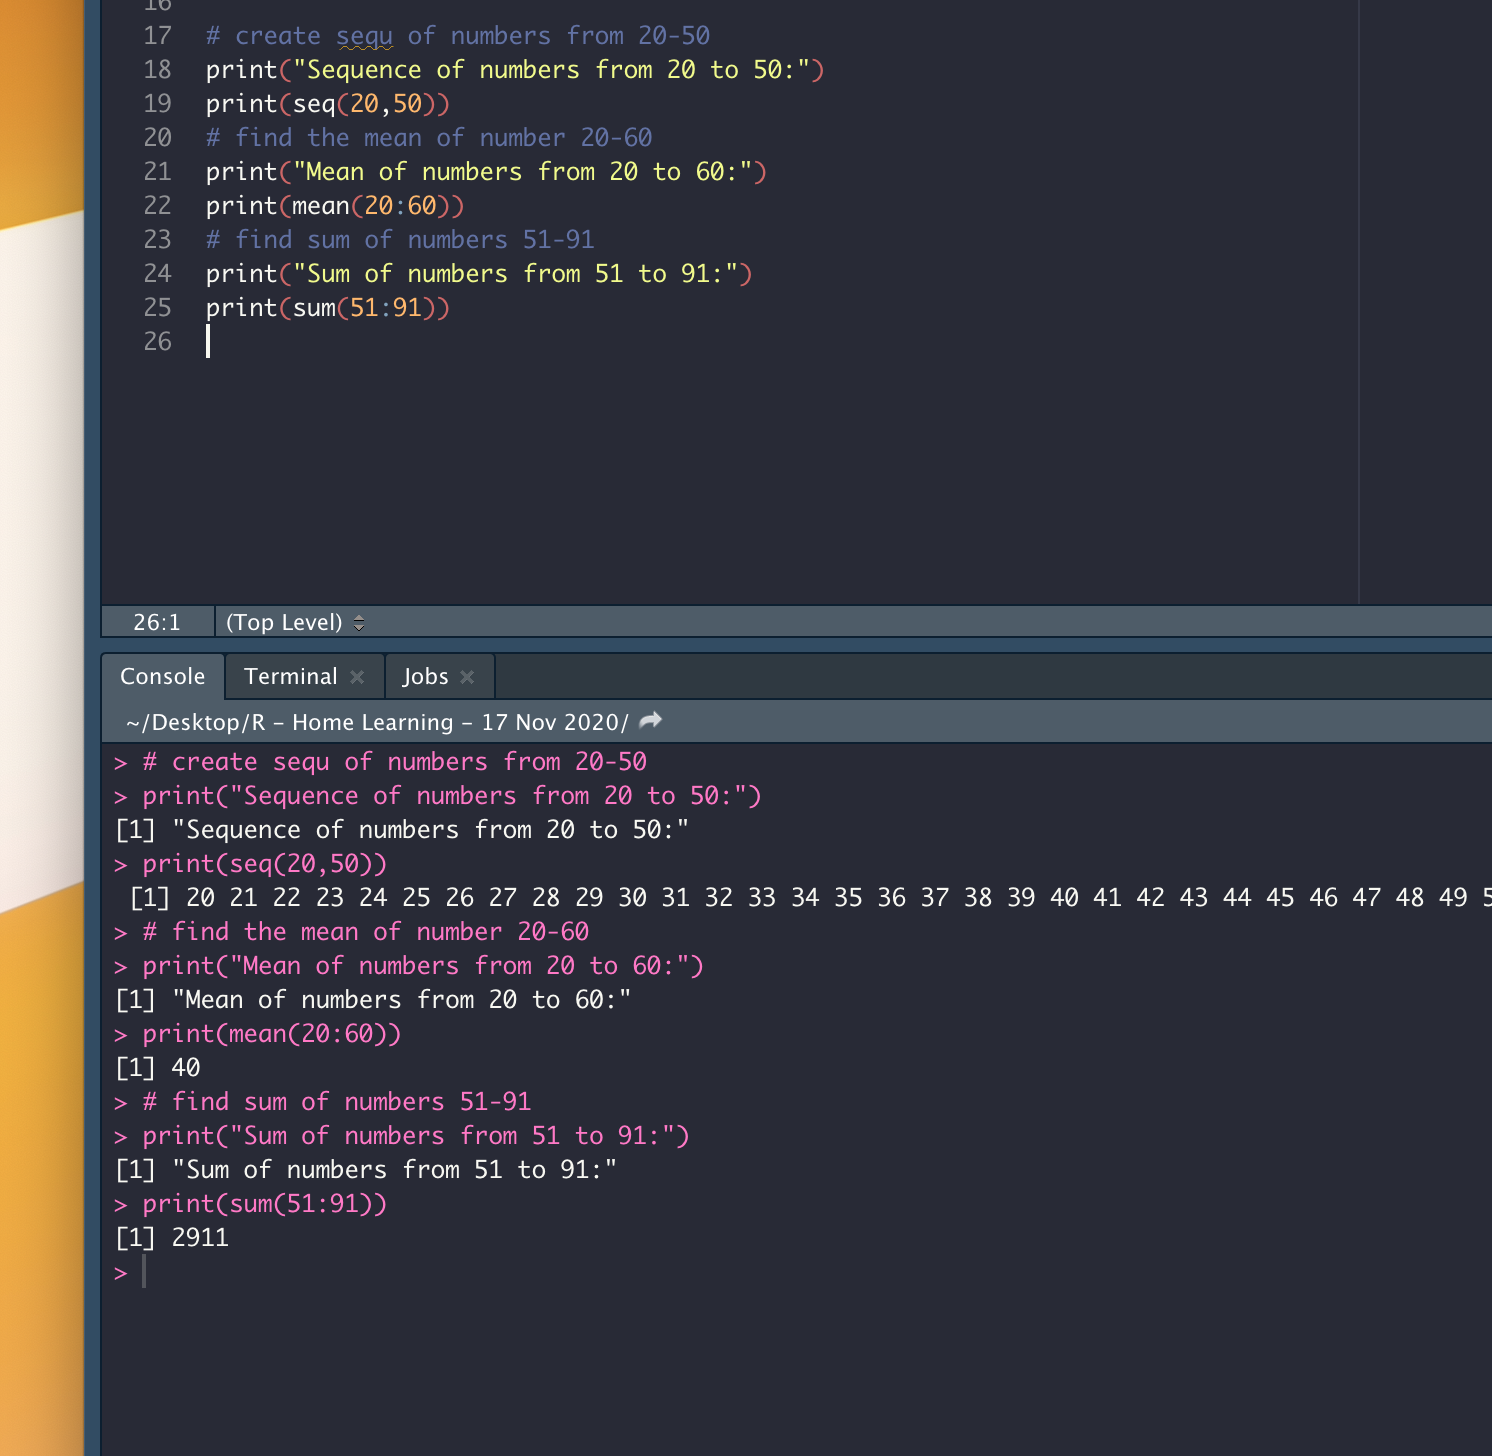 16
17 # create sequ of numbers from 20-50
18 print("Sequence of numbers from 20 to 50:")
19 print(seq(20,50))
20 # find the mean of number 20-60
21 print("Mean of numbers from 20 to 60:")
22 print(mean(20:60))
23 # find sum of numbers 51-91
24 print("Sum of numbers from 51 to 91:")
25 print(sum(51:91))
26
26:1 (Top Level)
Console Terminal Jobs
~/Desktop/R – Home Learning – 17 Nov 2020/
> # create sequ of numbers from 20-50
> print("Sequence of numbers from 20 to 50:")
[1] "Sequence of numbers from 20 to 50:"
> print(seq(20,50))
[1] 20 21 22 23 24 25 26 27 28 29 30 31 32 33 34 35 36 37 38 39 40 41 42 43 44 45 46 47 48 49
> # find the mean of number 20-60
> print("Mean of numbers from 20 to 60:")
[1] "Mean of numbers from 20 to 60:"
> print(mean(20:60))
[1] 40
> # find sum of numbers 51-91
> print("Sum of numbers from 51 to 91:")
[1] "Sum of numbers from 51 to 91:"
> print(sum(51:91))
[1] 2911
>